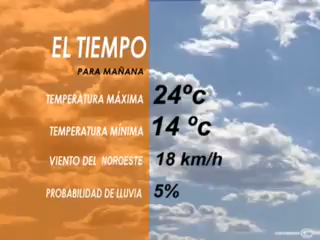 EL TIEMPO
PARA MAÑANA
TEMPERATURA MÁXIMA 24ºc
TEMPERATURA MÍNIMA 14 ºc
VIENTO DEL NOROESTE 18 km/h
PROBABILIDAD DE LLUVIA 5%